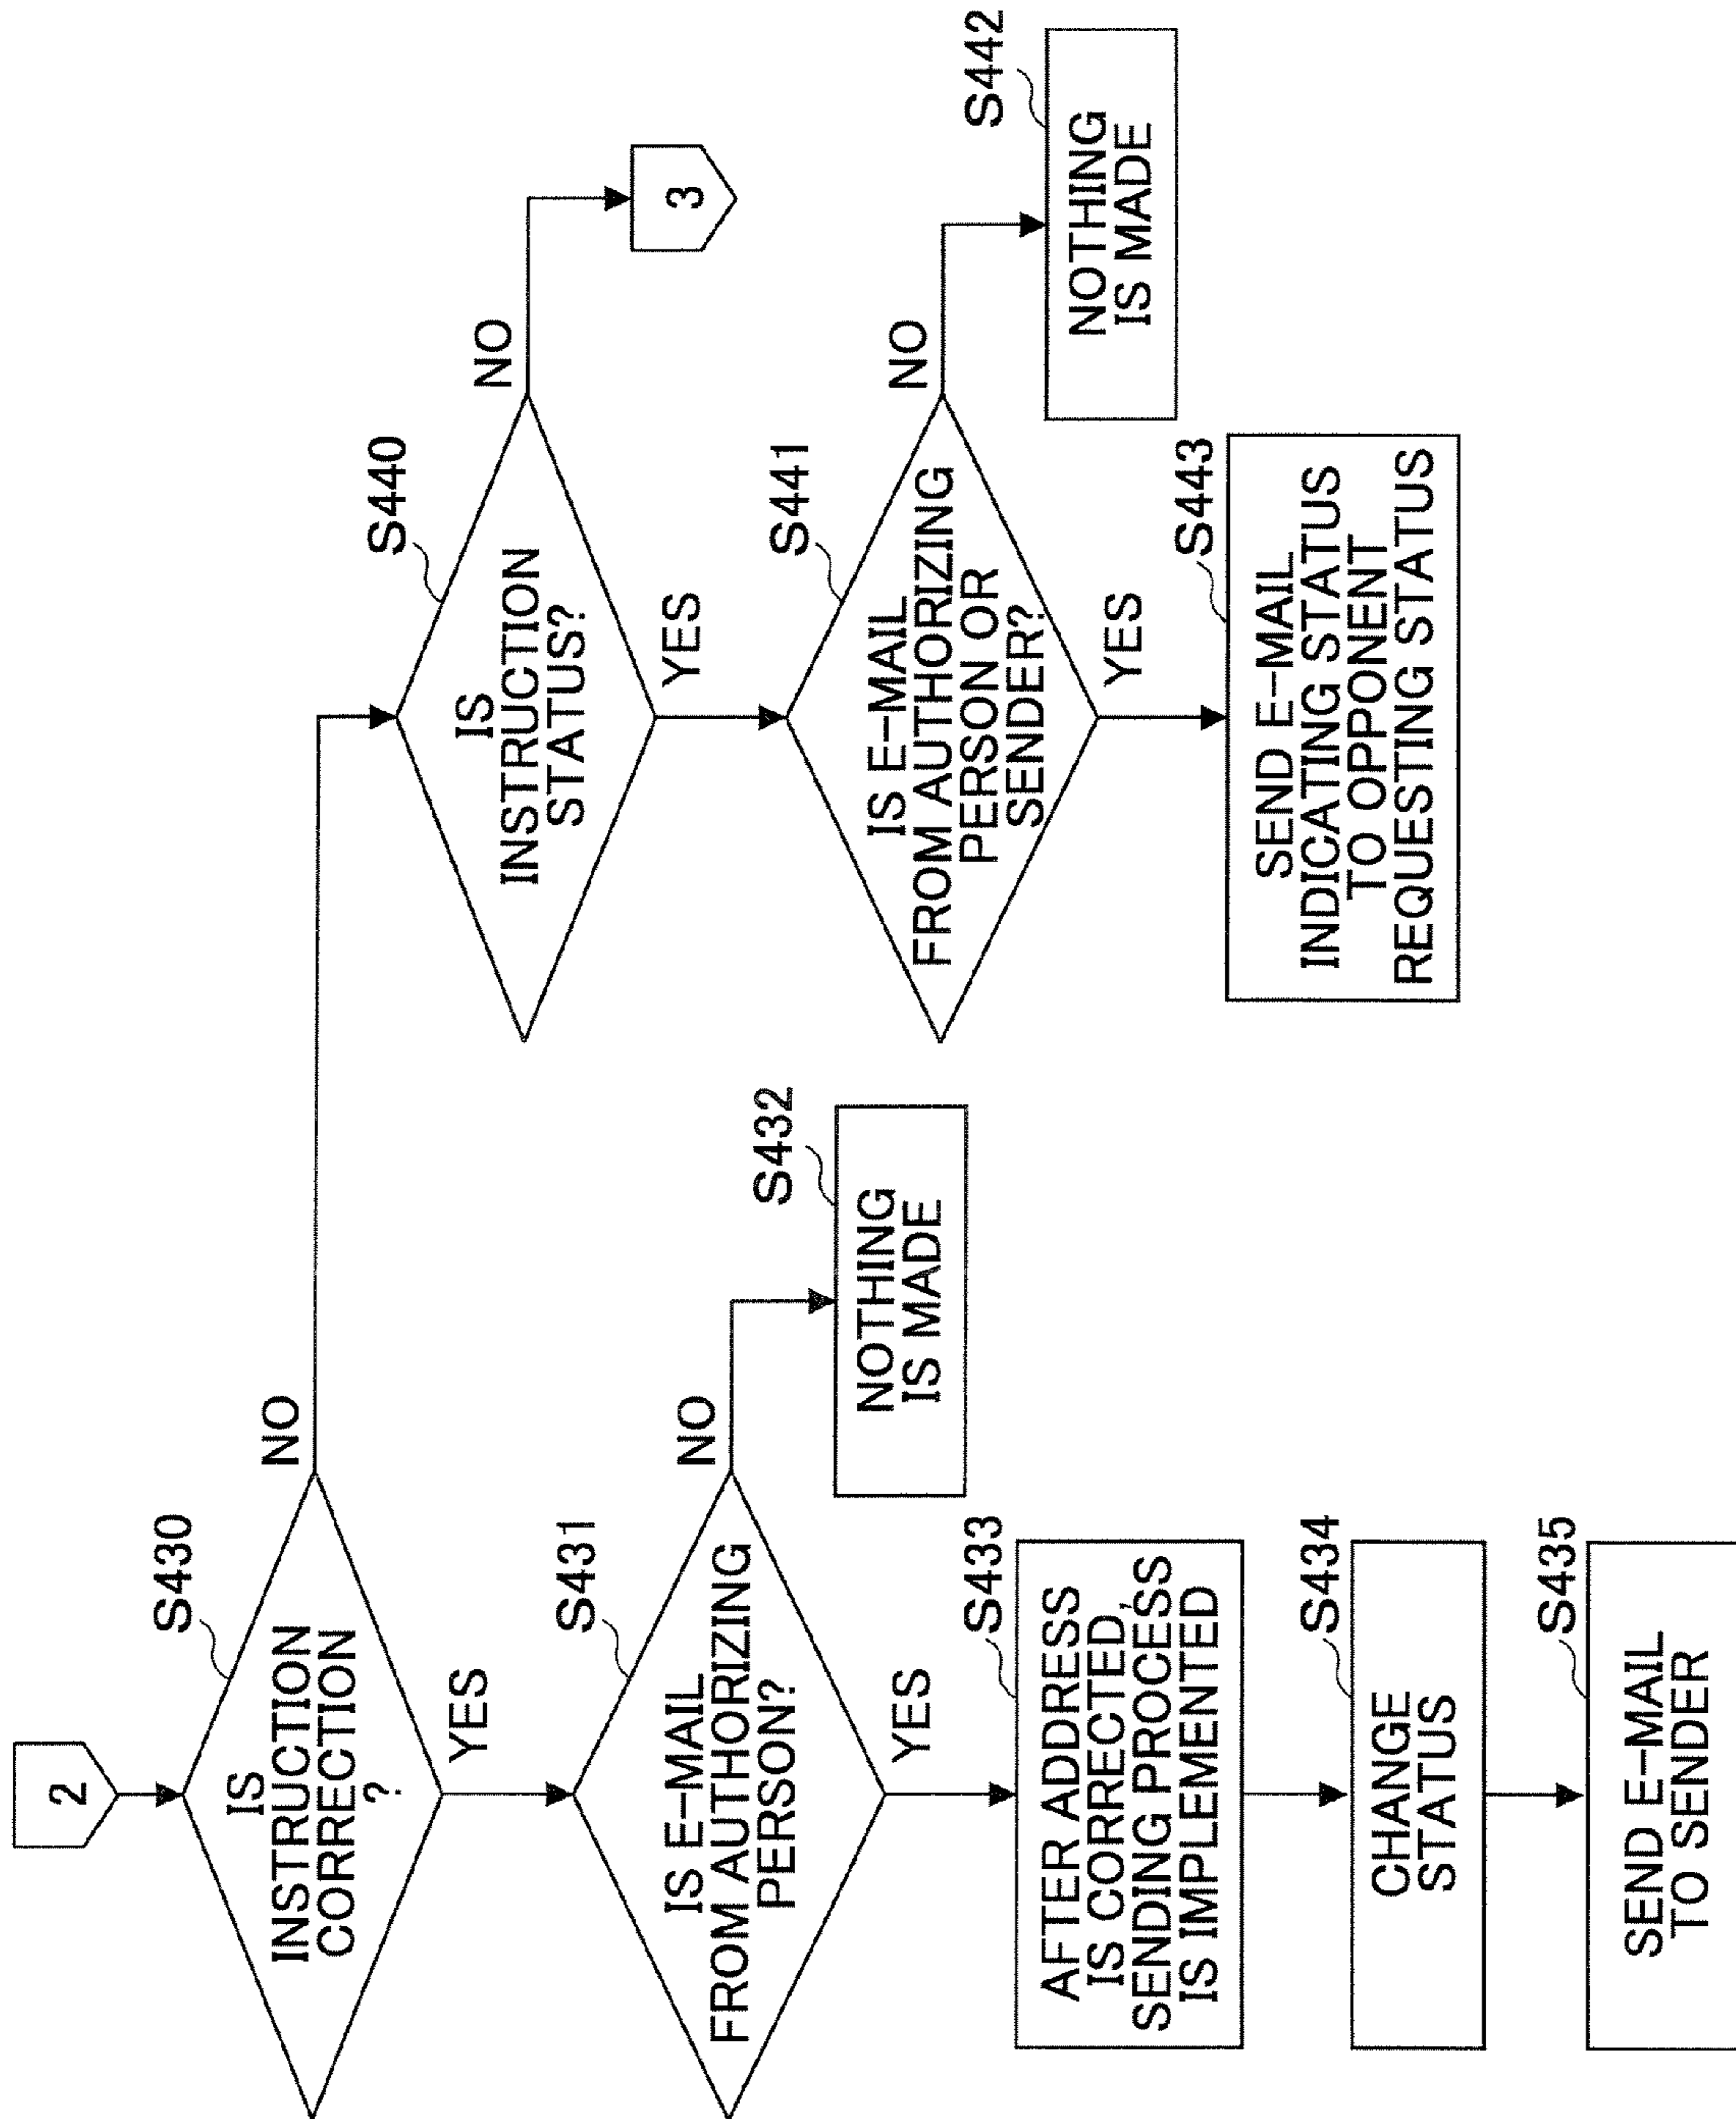 2
S430
IS
INSTRUCTION
CORRECTION
?
NO
YES
S431
IS E-MAIL
FROM AUTHORIZING
PERSON?
NO
YES
S432
NOTHING
IS MADE
S433
AFTER ADDRESS
IS CORRECTED,
SENDING PROCESS
IS IMPLEMENTED
S434
CHANGE
STATUS
S435
SEND E-MAIL
TO SENDER
S440
IS
INSTRUCTION
STATUS?
NO
3
YES
S441
IS E-MAIL
FROM AUTHORIZING
PERSON OR
SENDER?
NO
YES
S442
NOTHING
IS MADE
S443
SEND E-MAIL
INDICATING STATUS
TO OPPONENT
REQUESTING STATUS